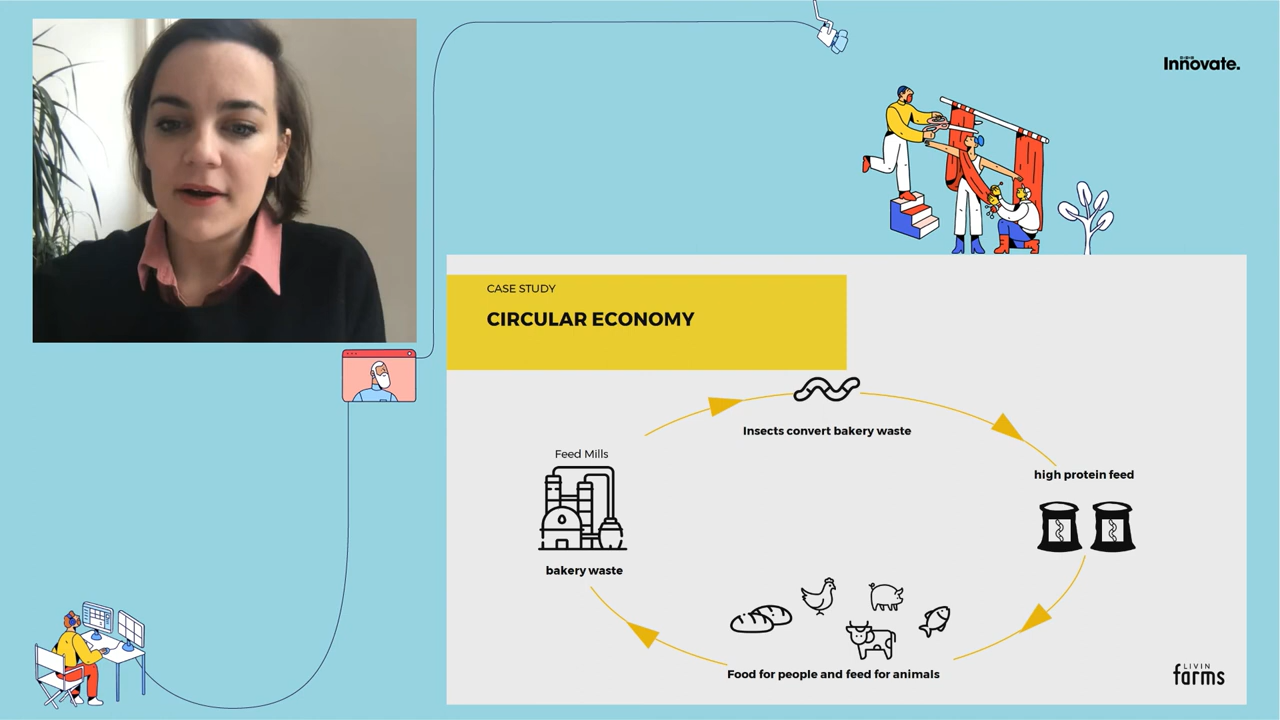 Innovate.
CASE STUDY
CIRCULAR ECONOMY
Insects convert bakery waste
Feed Mills
high protein feed
bakery waste
Food for people and feed for animals
LIVIN
farms